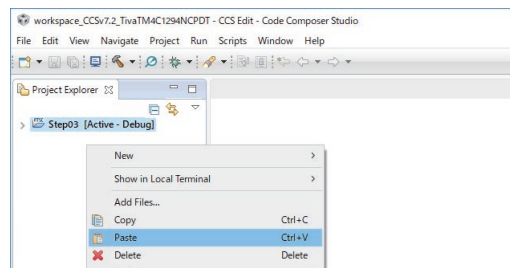 workspace_CCSv7.2_TivaTM4C1294NCPDT - CCS Edit - Code Composer Studio
File Edit View Navigate Project Run Scripts Window Help
Project Explorer
Step03 [Active - Debug]
New
Show in Local Terminal
Add Files...
Copy Ctrl+C
Paste Ctrl+V
Delete Delete